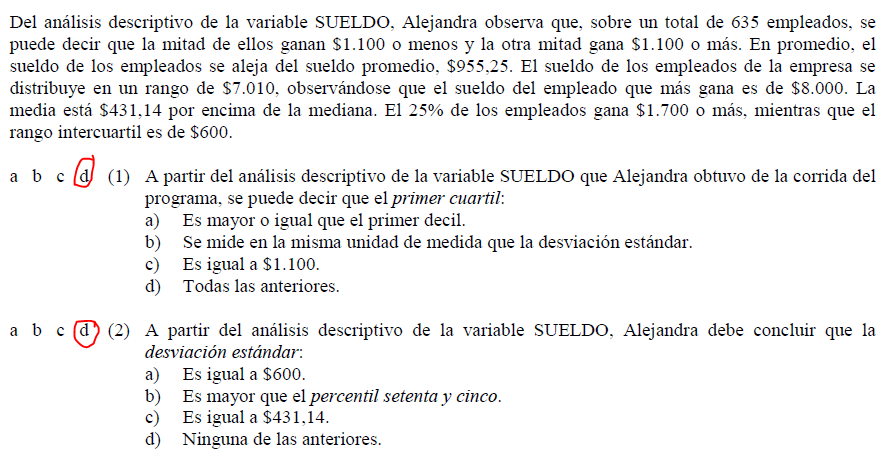 Del análisis descriptivo de la variable SUELDO, Alejandra observa que, sobre un total de 635 empleados, se
puede decir que la mitad de ellos ganan $1.100 o menos y la otra mitad gana $1.100 o más. En promedio, el
sueldo de los empleados se aleja del sueldo promedio, $955,25. El sueldo de los empleados de la empresa se
distribuye en un rango de $7.010, observándose que el sueldo del empleado que más gana es de $8.000. La
media está $431,14 por encima de la mediana. El 25% de los empleados gana $1.700 o más, mientras que el
rango intercuartil es de $600.
a b c d (1) A partir del análisis descriptivo de la variable SUELDO que Alejandra obtuvo de la corrida del
programa, se puede decir que el primer cuartil:
a) Es mayor o igual que el primer decil.
b) Se mide en la misma unidad de medida que la desviación estándar.
c) Es igual a $1.100.
d) Todas las anteriores.
a b c d (2) A partir del análisis descriptivo de la variable SUELDO, Alejandra debe concluir que la
desviación estándar:
a) Es igual a $600.
b) Es mayor que el percentil setenta y cinco.
c) Es igual a $431,14.
d) Ninguna de las anteriores.